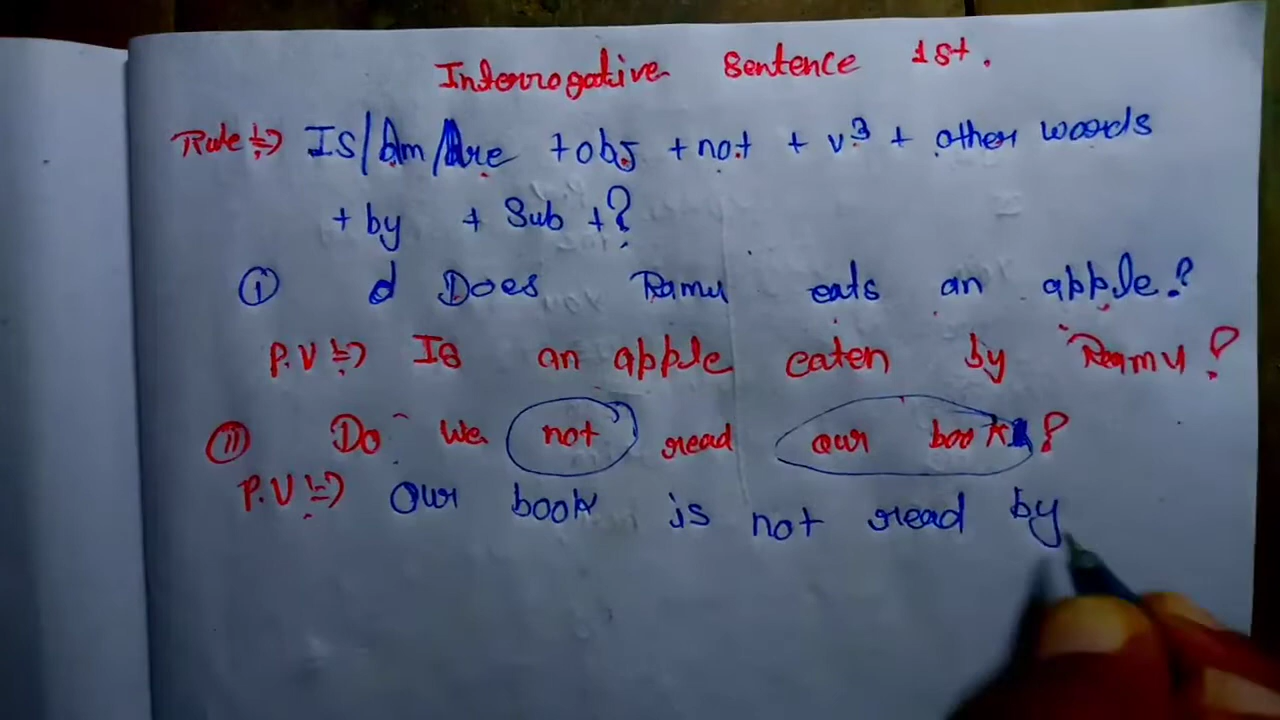 Interrogative Sentence 1st.
Rule :-> Is/Am/Are + obj + not + v3 + other words
+ by + Sub + ?
(i) d Does Ramu eats an apple?
P.V :-> Is an apple eaten by Ramu?
(ii) Do We not read our book?
P.V :-> Our book is not read by